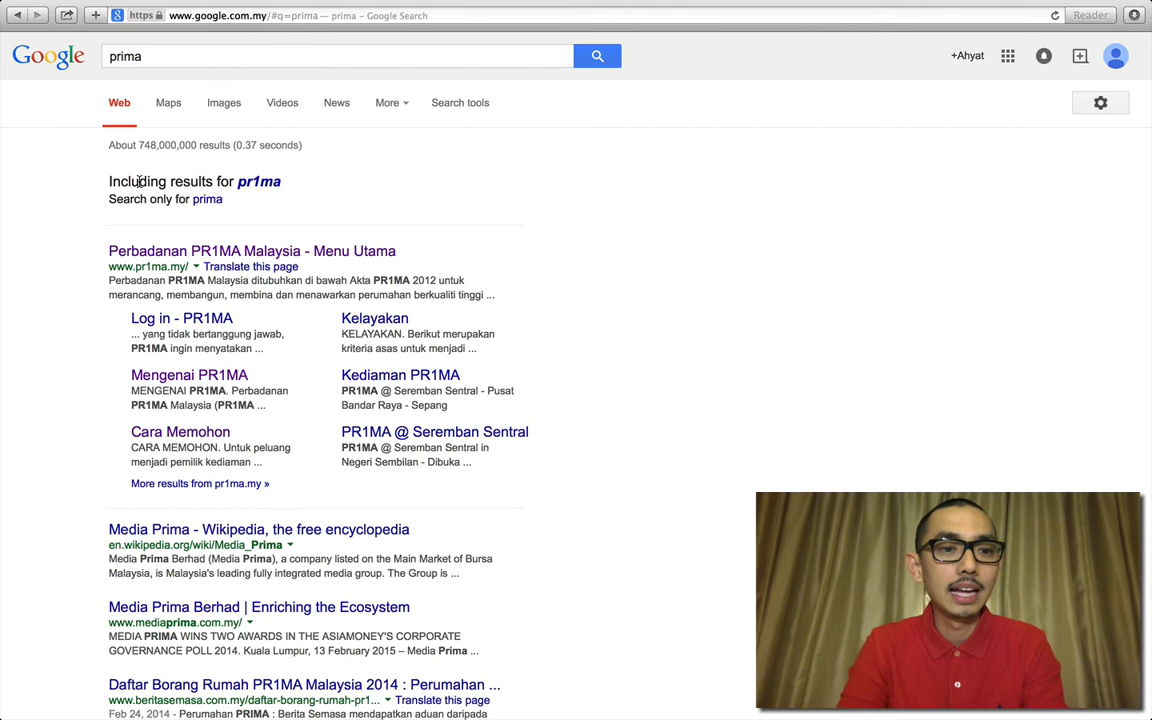 https www.google.com.my/#q=prima — prima – Google Search
Reader
Google
prima
+Ahyat
Web Maps Images Videos News More Search tools
About 748,000,000 results (0.37 seconds)
Including results for pr1ma
Search only for prima
Perbadanan PR1MA Malaysia - Menu Utama
www.pr1ma.my/ Translate this page
Perbadanan PR1MA Malaysia ditubuhkan di bawah Akta PR1MA 2012 untuk
merancang, membangun, membina dan menawarkan perumahan berkualiti tinggi ...
Log in - PR1MA
... yang tidak bertanggung jawab,
PR1MA ingin menyatakan ...
Kelayakan
KELAYAKAN. Berikut merupakan
kriteria asas untuk menjadi ...
Mengenai PR1MA
MENGENAI PR1MA. Perbadanan
PR1MA Malaysia (PR1MA ...
Kediaman PR1MA
PR1MA @ Seremban Sentral - Pusat
Bandar Raya - Sepang
Cara Memohon
CARA MEMOHON. Untuk peluang
menjadi pemilik kediaman ...
PR1MA @ Seremban Sentral
PR1MA @ Seremban Sentral in
Negeri Sembilan - Dibuka ...
More results from pr1ma.my »
Media Prima - Wikipedia, the free encyclopedia
en.wikipedia.org/wiki/Media_Prima
Media Prima Berhad (Media Prima), a company listed on the Main Market of Bursa
Malaysia, is Malaysia's leading fully integrated media group. The Group is ...
Media Prima Berhad | Enriching the Ecosystem
www.mediaprima.com.my/
MEDIA PRIMA WINS TWO AWARDS IN THE ASIAMONEY'S CORPORATE
GOVERNANCE POLL 2014. Kuala Lumpur, 13 February 2015 – Media Prima ...
Daftar Borang Rumah PR1MA Malaysia 2014 : Perumahan ...
www.beritasemasa.com.my/daftar-borang-rumah-pr1... Translate this page
Feb 24, 2014 - Perumahan PR1MA : Berita Semasa mendapatkan aduan daripada